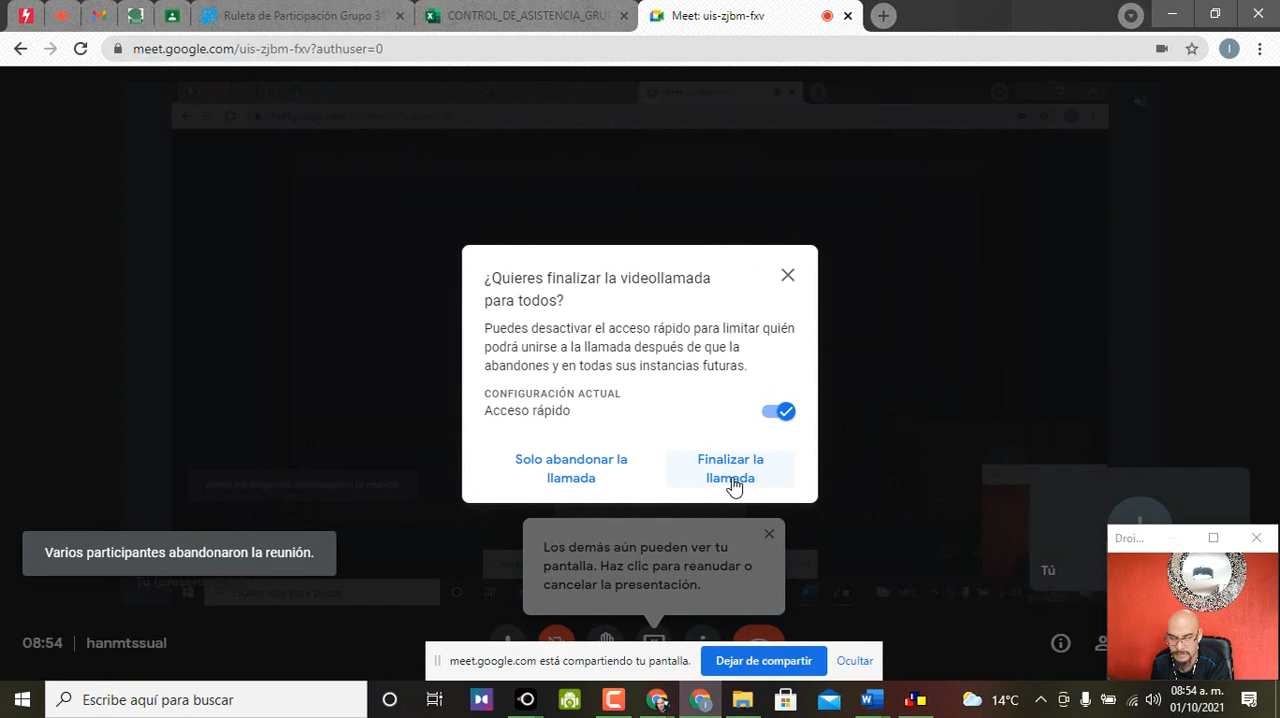 Ruleta de Participación Grupo 31
CONTROL_DE_ASISTENCIA_GRU
Meet: uis-zjbm-fxv
meet.google.com/uis-zjbm-fxv?authuser=0
I
¿Quieres finalizar la videollamada
para todos?
Puedes desactivar el acceso rápido para limitar quién
podrá unirse a la llamada después de que la
abandones y en todas sus instancias futuras.
CONFIGURACIÓN ACTUAL
Acceso rápido
Solo abandonar la
llamada
Finalizar la
llamada
Varios participantes abandonaron la reunión.
Los demás aún pueden ver tu
pantalla. Haz clic para reanudar o
cancelar la presentación.
Tú
Droi...
08:54
hanmtssual
meet.google.com está compartiendo tu pantalla.
Dejar de compartir
Ocultar
Escribe aquí para buscar
14°C
08:54 a. m.
01/10/2021